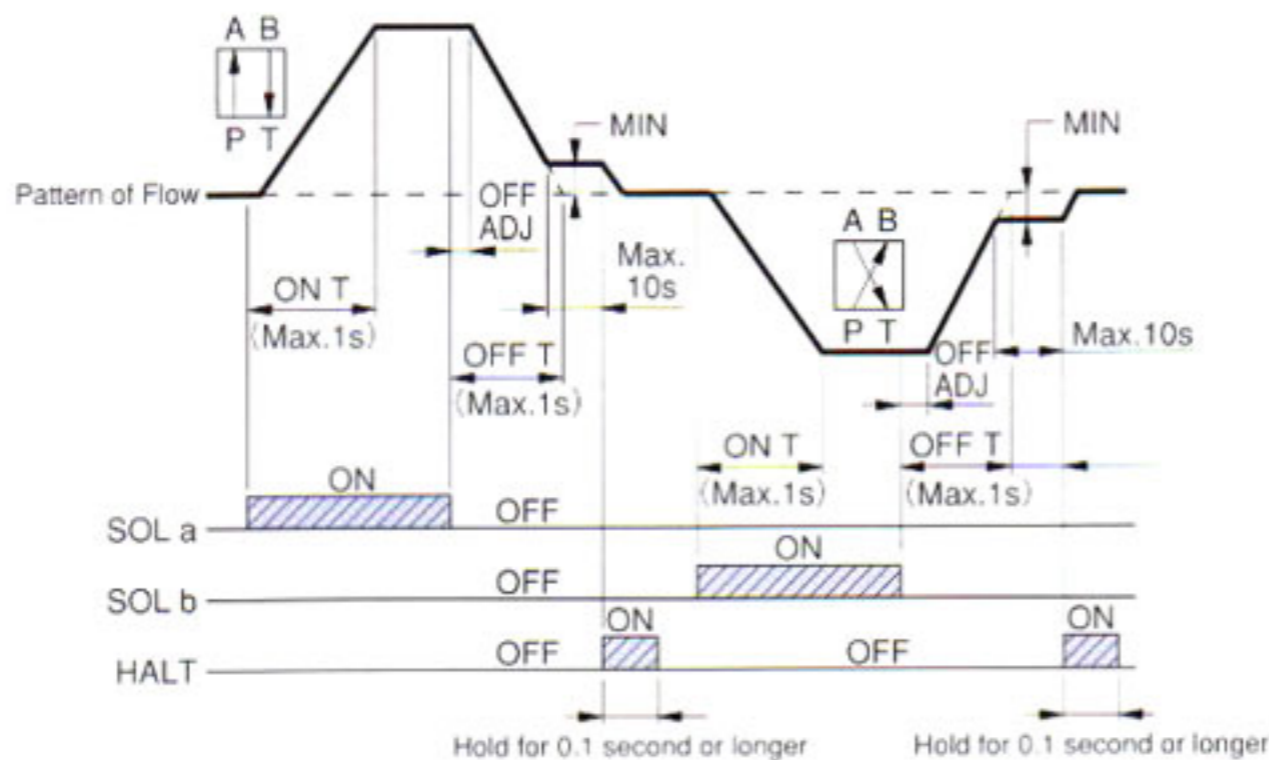 A B
P T
MIN
MIN
Pattern of Flow
OFF
ADJ
A B
P T
Max.
10s
ON T
(Max.1s)
OFF T
(Max.1s)
OFF
ADJ
Max.10s
ON T
(Max.1s)
OFF T
(Max.1s)
ON
OFF
SOL a
ON
OFF
SOL b
ON
ON
OFF
OFF
HALT
Hold for 0.1 second or longer
Hold for 0.1 second or longer